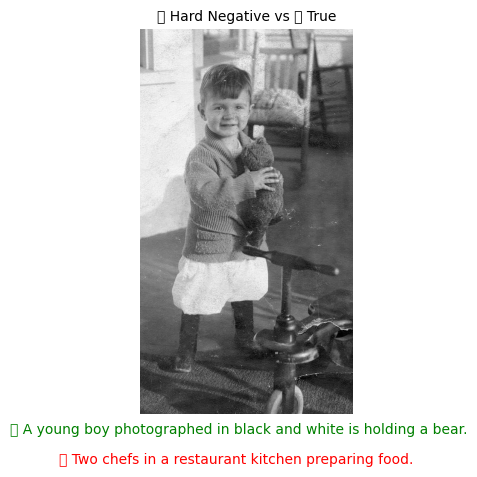 ▯ Hard Negative vs ▯ True
▯ A young boy photographed in black and white is holding a bear.
▯ Two chefs in a restaurant kitchen preparing food.